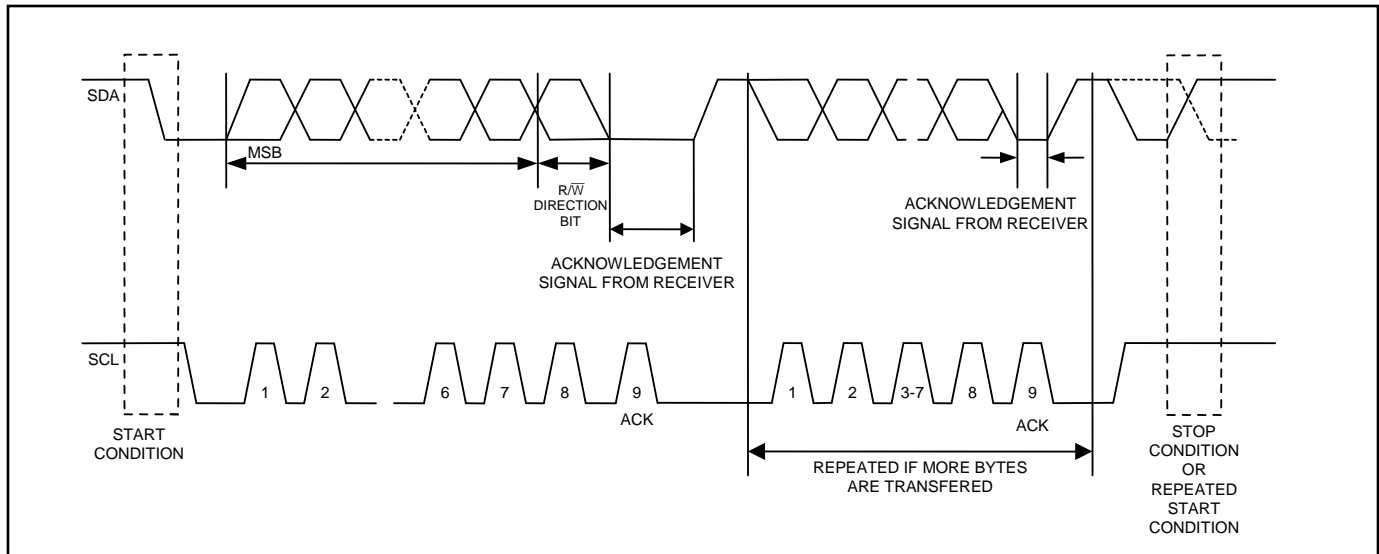 SDA
MSB
R/W̅
DIRECTION
BIT
ACKNOWLEDGEMENT
SIGNAL FROM RECEIVER
ACKNOWLEDGEMENT
SIGNAL FROM RECEIVER
SCL
1 2 6 7 8 9 1 2 3-7 8 9
ACK ACK
START
CONDITION
REPEATED IF MORE BYTES
ARE TRANSFERED
STOP
CONDITION
OR
REPEATED
START
CONDITION